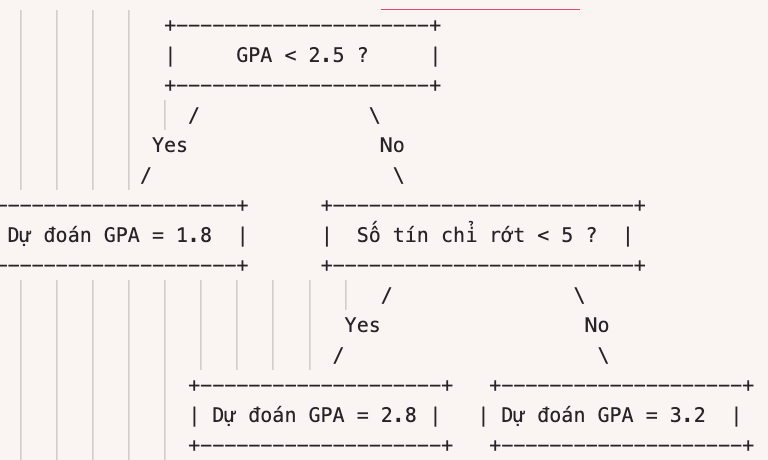 +----------------------+
|     GPA < 2.5 ?     |
+----------------------+
/ \
Yes No
/ \
--------------------+ +--------------------------+
Dự đoán GPA = 1.8 | | Số tín chỉ rớt < 5 ? |
--------------------+ +--------------------------+
/ \
Yes No
/ \
+---------------------+ +---------------------+
| Dự đoán GPA = 2.8 | | Dự đoán GPA = 3.2 |
+---------------------+ +---------------------+